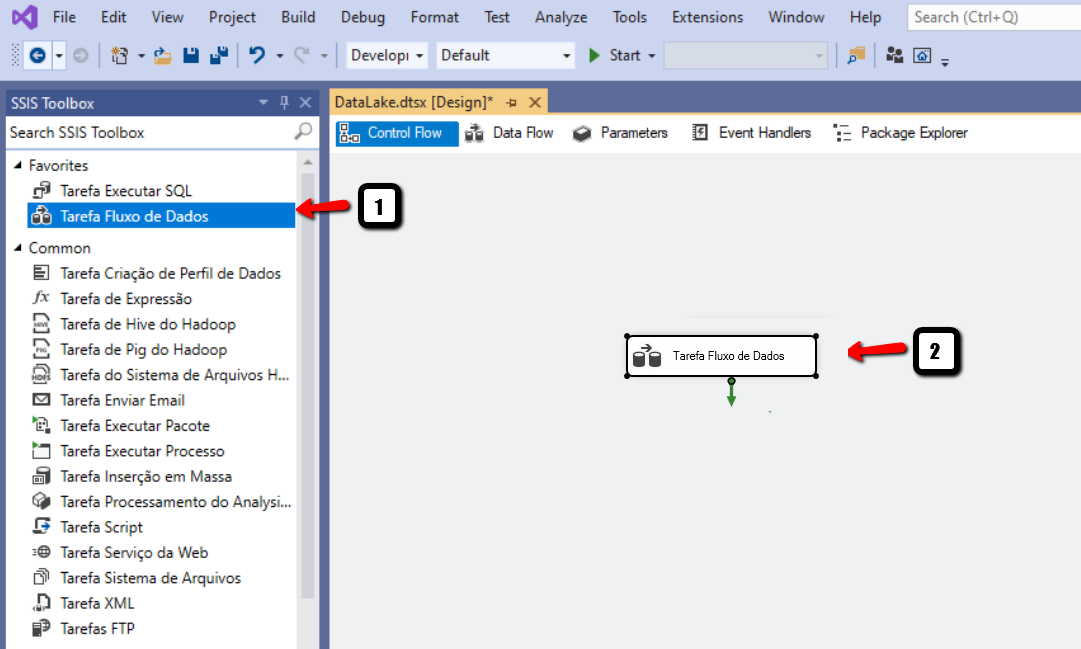 File Edit View Project Build Debug Format Test Analyze Tools Extensions Window Help Search (Ctrl+Q)
Develop Default Start
SSIS Toolbox
DataLake.dtsx [Design]*
Search SSIS Toolbox
Control Flow Data Flow Parameters Event Handlers Package Explorer
Favorites
Tarefa Executar SQL
Tarefa Fluxo de Dados
1
Common
Tarefa Criação de Perfil de Dados
fx Tarefa de Expressão
HIVE Tarefa de Hive do Hadoop
PIG Tarefa de Pig do Hadoop
HDFS Tarefa do Sistema de Arquivos H...
Tarefa Enviar Email
Tarefa Executar Pacote
Tarefa Executar Processo
Tarefa Inserção em Massa
Tarefa Processamento do Analysi...
Tarefa Script
Tarefa Serviço da Web
Tarefa Sistema de Arquivos
Tarefa XML
Tarefas FTP
Tarefa Fluxo de Dados
2